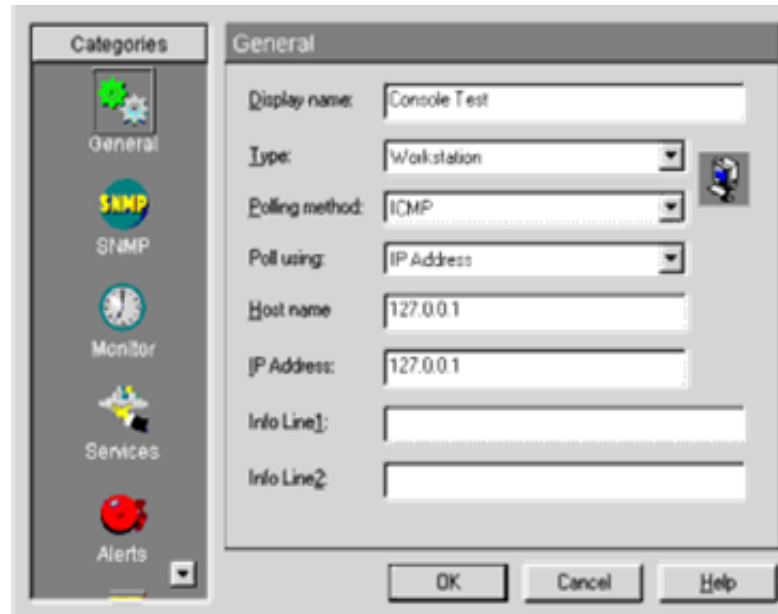 Categories
General
SNMP
SNMP
Monitor
Services
Alerts
General
Display name: Console Test
Type: Workstation
Polling method: ICMP
Poll using: IP Address
Host name 127.0.0.1
IP Address: 127.0.0.1
Info Line1:
Info Line2:
OK Cancel Help